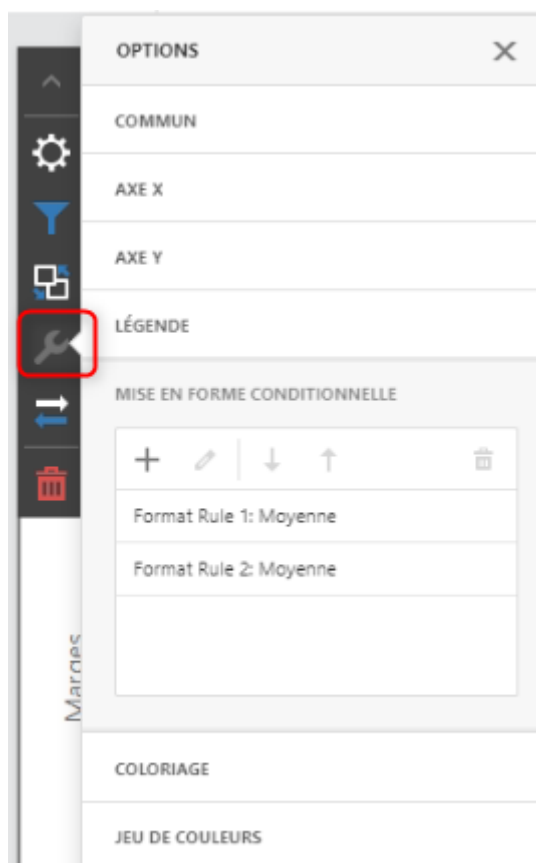 OPTIONS
COMMUN
AXE X
AXE Y
LÉGENDE
MISE EN FORME CONDITIONNELLE
Format Rule 1: Moyenne
Format Rule 2: Moyenne
Marges
COLORIAGE
JEU DE COULEURS